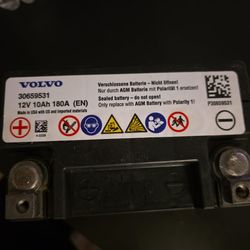 VOLVO
30659531
12V 10Ah 180A (EN)
Made in USA with US and imported materials
Verschlossene Batterie - Nicht öffnen!
Nur durch AGM Batterie mit Polarität 1 ersetzen!
Sealed Battery - do not open!
Only replace with AGM Battery with Polarity 1!
P30659531